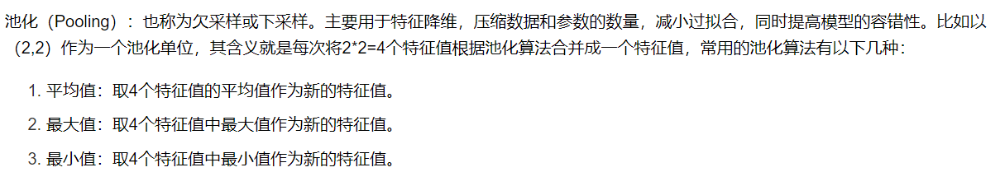 池化（Pooling）：也称为欠采样或下采样。主要用于特征降维，压缩数据和参数的数量，减小过拟合，同时提高模型的容错性。比如以
（2,2）作为一个池化单位，其含义就是每次将2*2=4个特征值根据池化算法合并成一个特征值，常用的池化算法有以下几种：
1. 平均值：取4个特征值的平均值作为新的特征值。
2. 最大值：取4个特征值中最大值作为新的特征值。
3. 最小值：取4个特征值中最小值作为新的特征值。